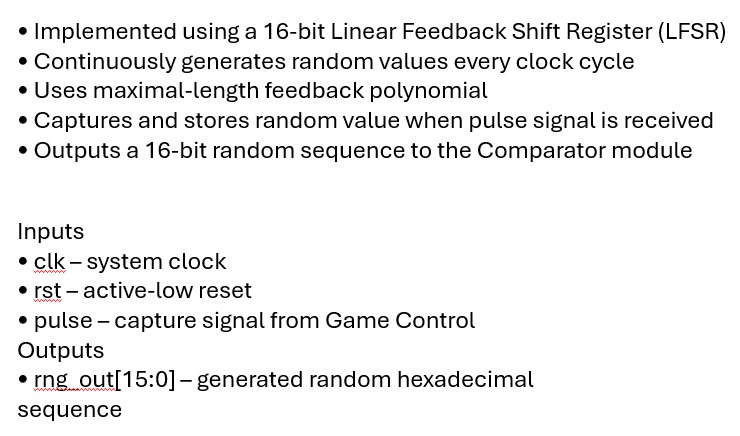 • Implemented using a 16-bit Linear Feedback Shift Register (LFSR)
• Continuously generates random values every clock cycle
• Uses maximal-length feedback polynomial
• Captures and stores random value when pulse signal is received
• Outputs a 16-bit random sequence to the Comparator module
Inputs
• clk – system clock
• rst – active-low reset
• pulse – capture signal from Game Control
Outputs
• rng_out[15:0] – generated random hexadecimal
sequence